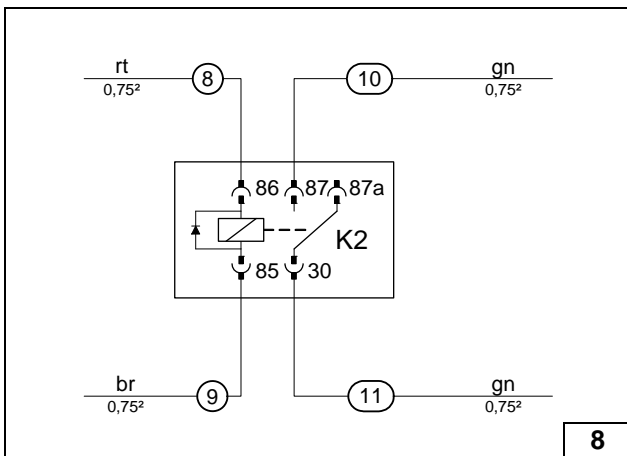 rt 8 10 gn
0,75² 0,75²
86 87 87a
K2
85 30
br 9 11 gn
0,75² 0,75²
8